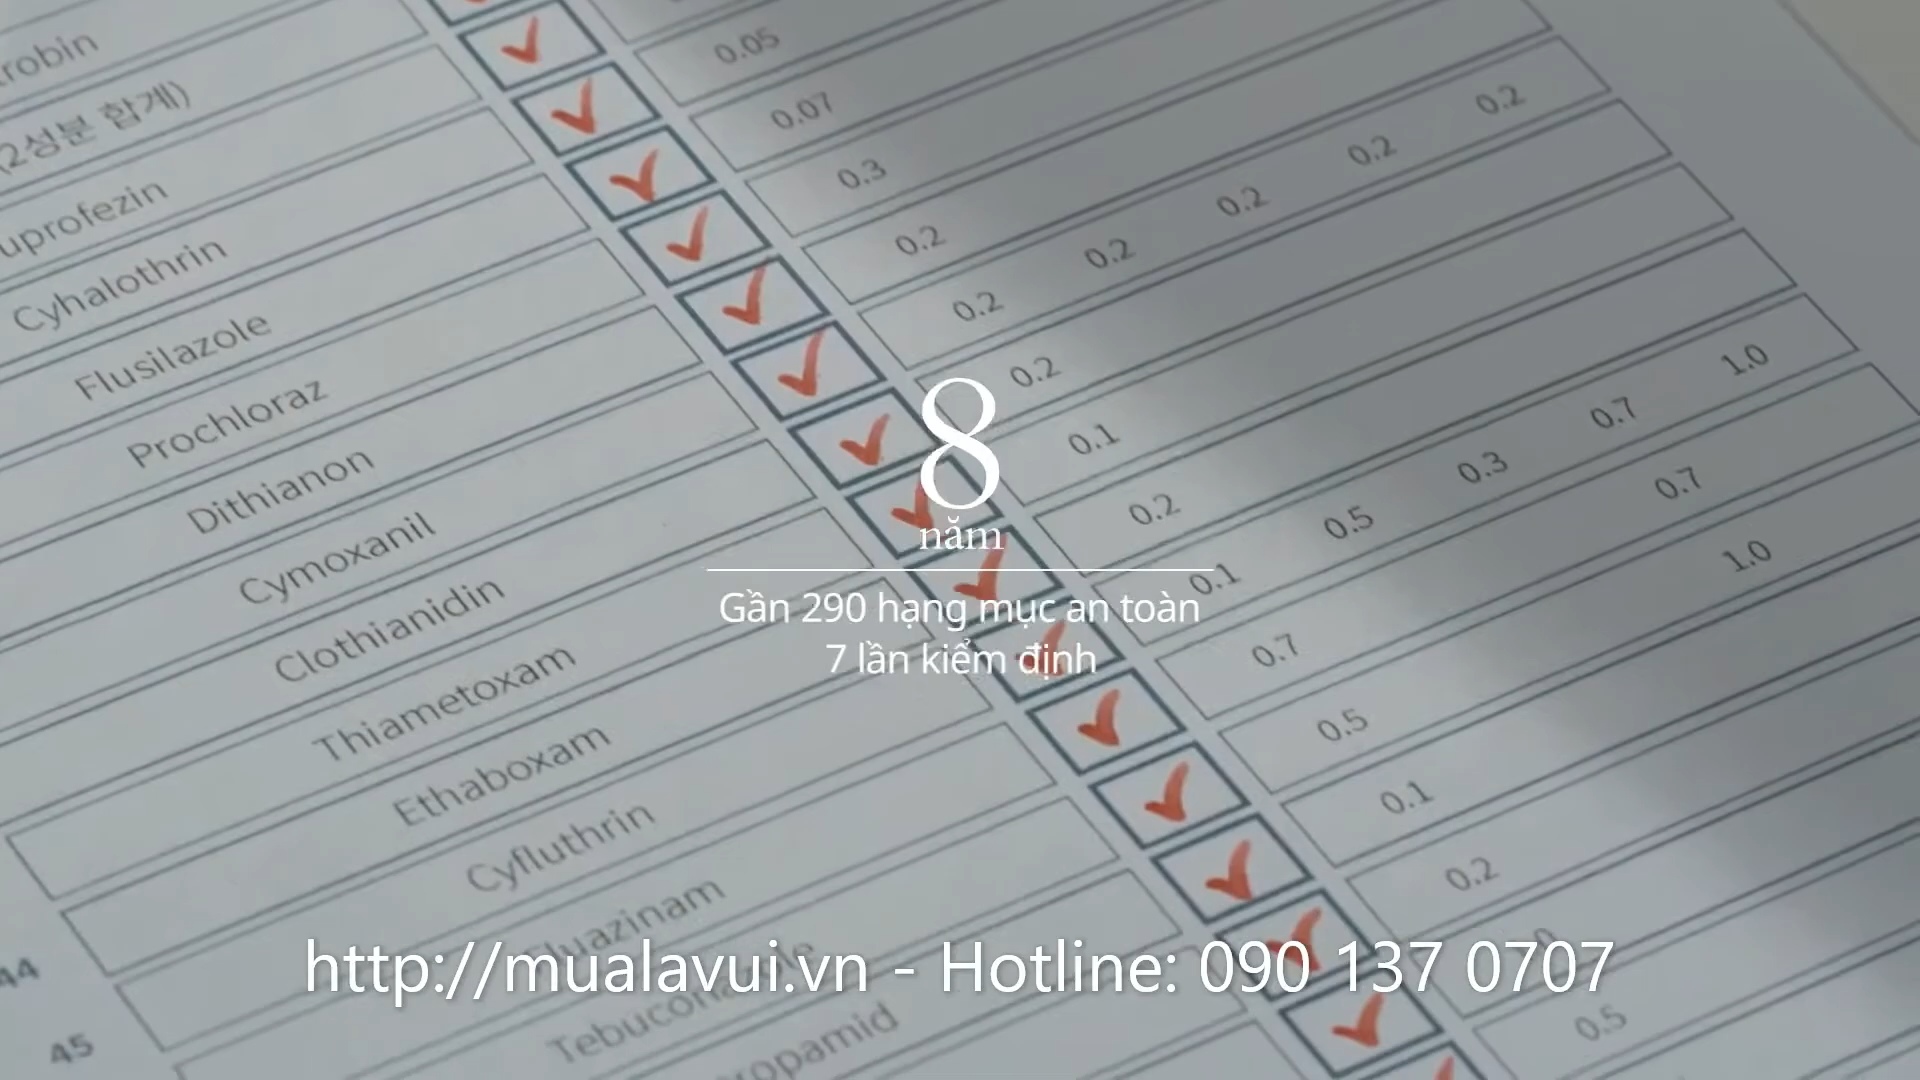 0.05
(2성분 합계)
0.07
0.3
Cyhalothrin
0.2 0.2 0.2 0.2 0.2
Flusilazole
0.2
Prochloraz
0.2
Dithianon
0.1
Cymoxanil
0.2 0.5 0.3 0.7 1.0
Clothianidin
0.1 0.7
Thiametoxam
0.7 1.0
Ethaboxam
0.5
Cyfluthrin
0.1
Fluazinam
0.2
44
Tebuconazole
45
0.5
8
năm
Gần 290 hạng mục an toàn
7 lần kiểm định
http://mualavui.vn - Hotline: 090 137 0707